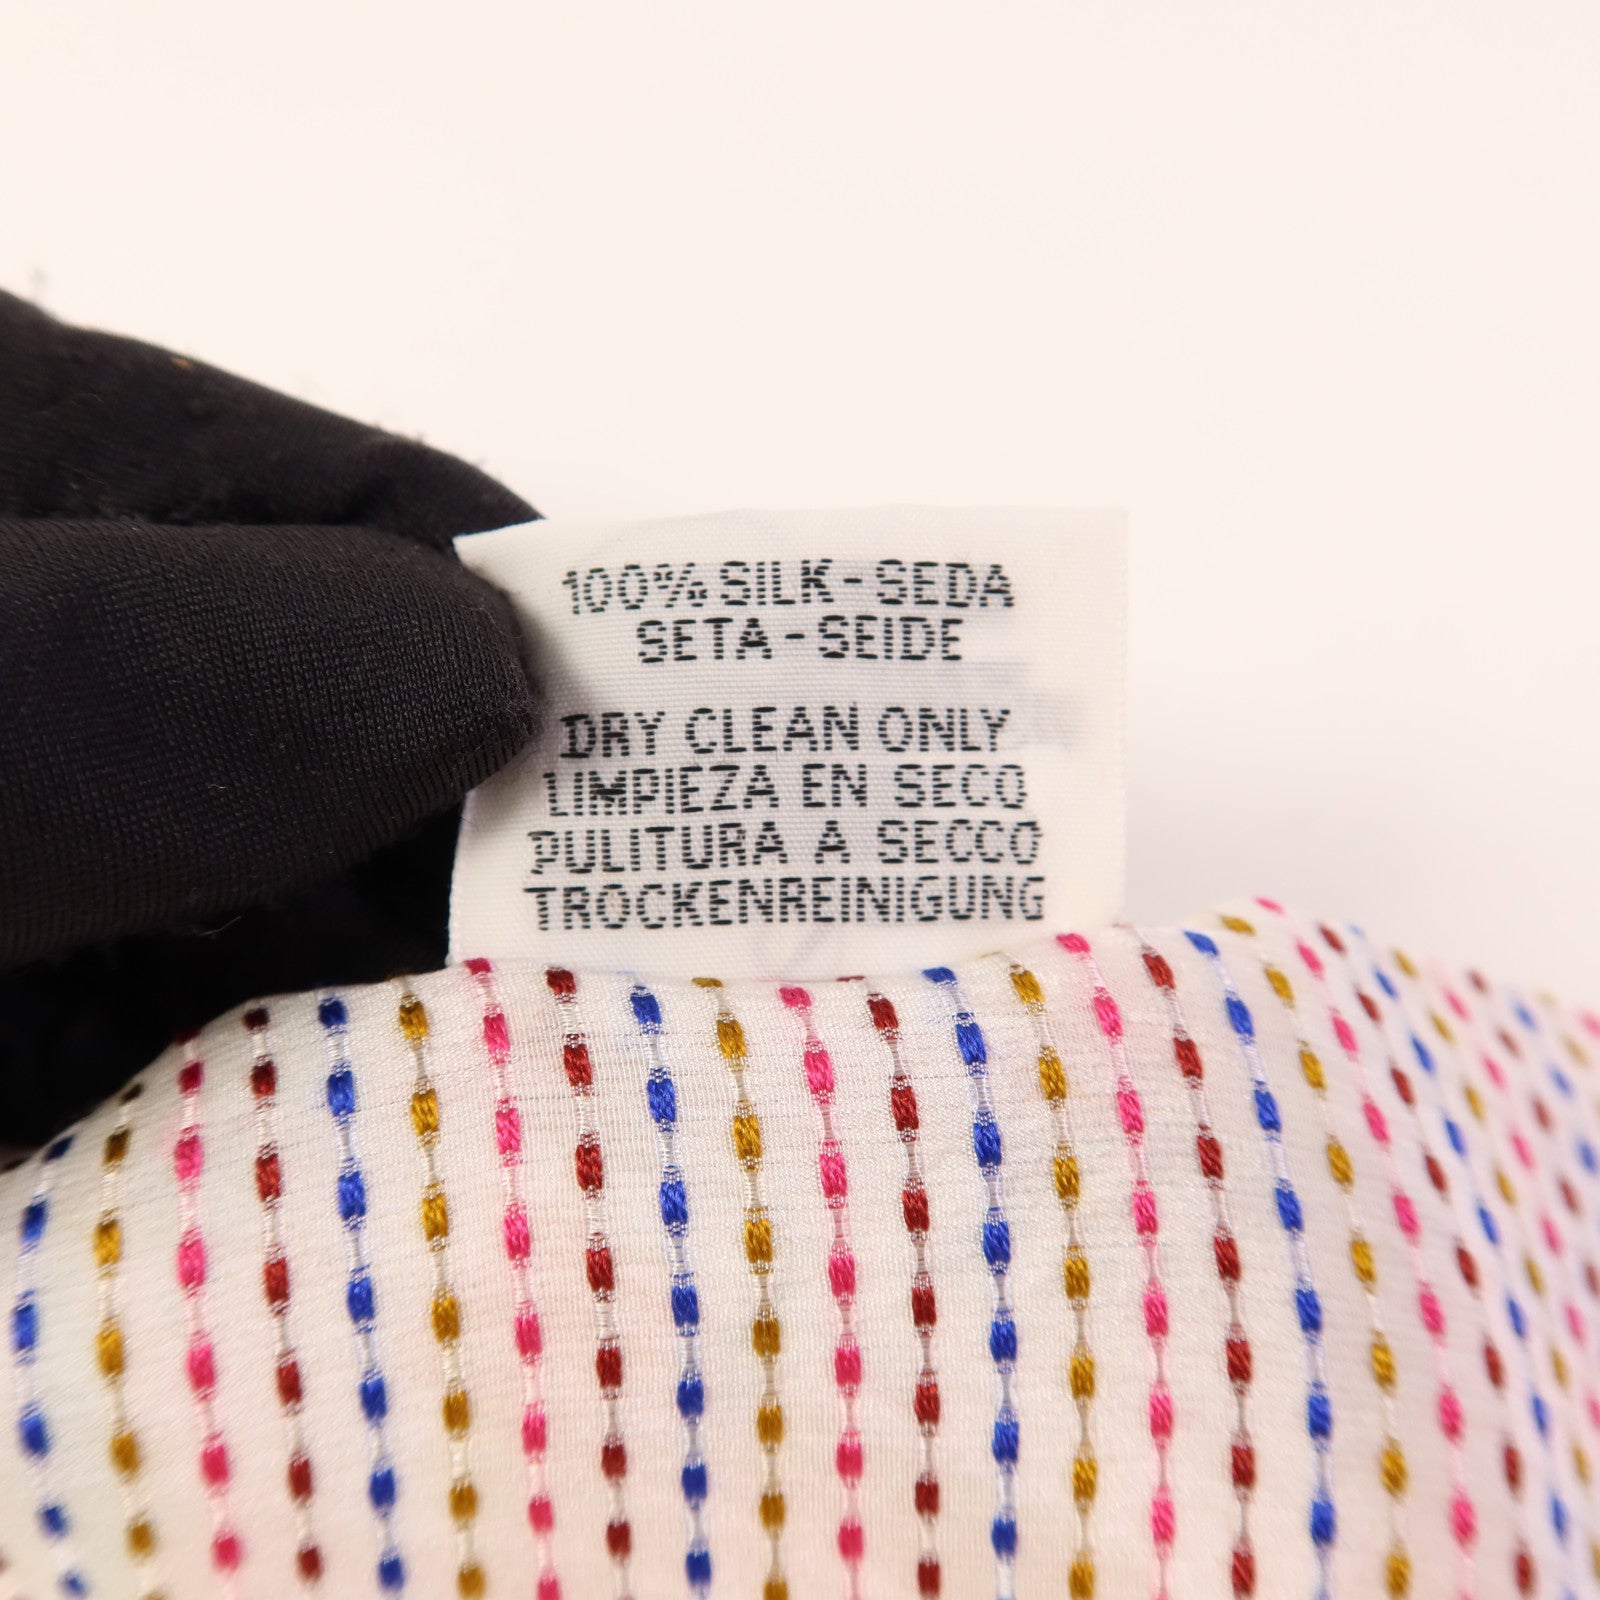 100% SILK-SEDA
SETA-SEIDE
DRY CLEAN ONLY
LIMPIEZA EN SECO
PULITURA A SECCO
TROCKENREINIGUNG